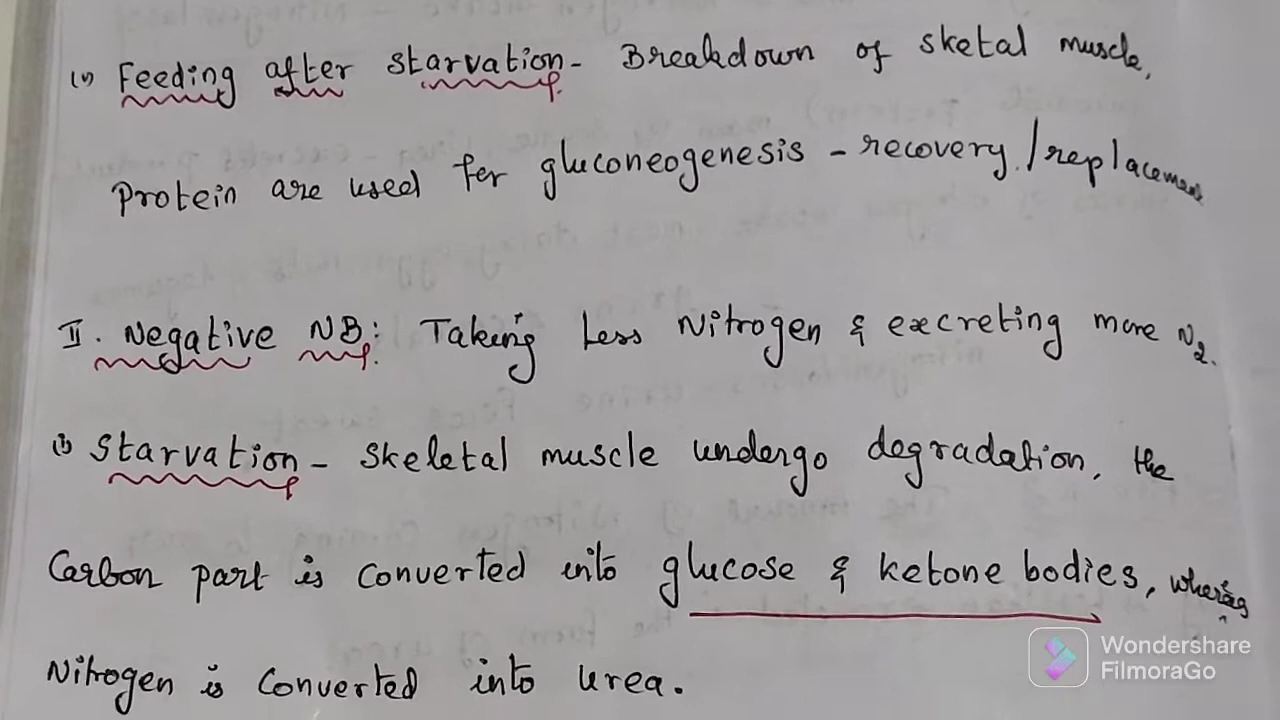 (v) Feeding after starvation - Breakdown of sketal muscle,
Protein are used for gluconeogenesis - recovery/replacement
II. Negative NB: Taking Less Nitrogen & excreting more N2.
(i) Starvation - Skeletal muscle undergo degradation, the
Carbon part is converted into glucose & ketone bodies, whereas
Nitrogen is converted into urea.
Wondershare
FilmoraGo